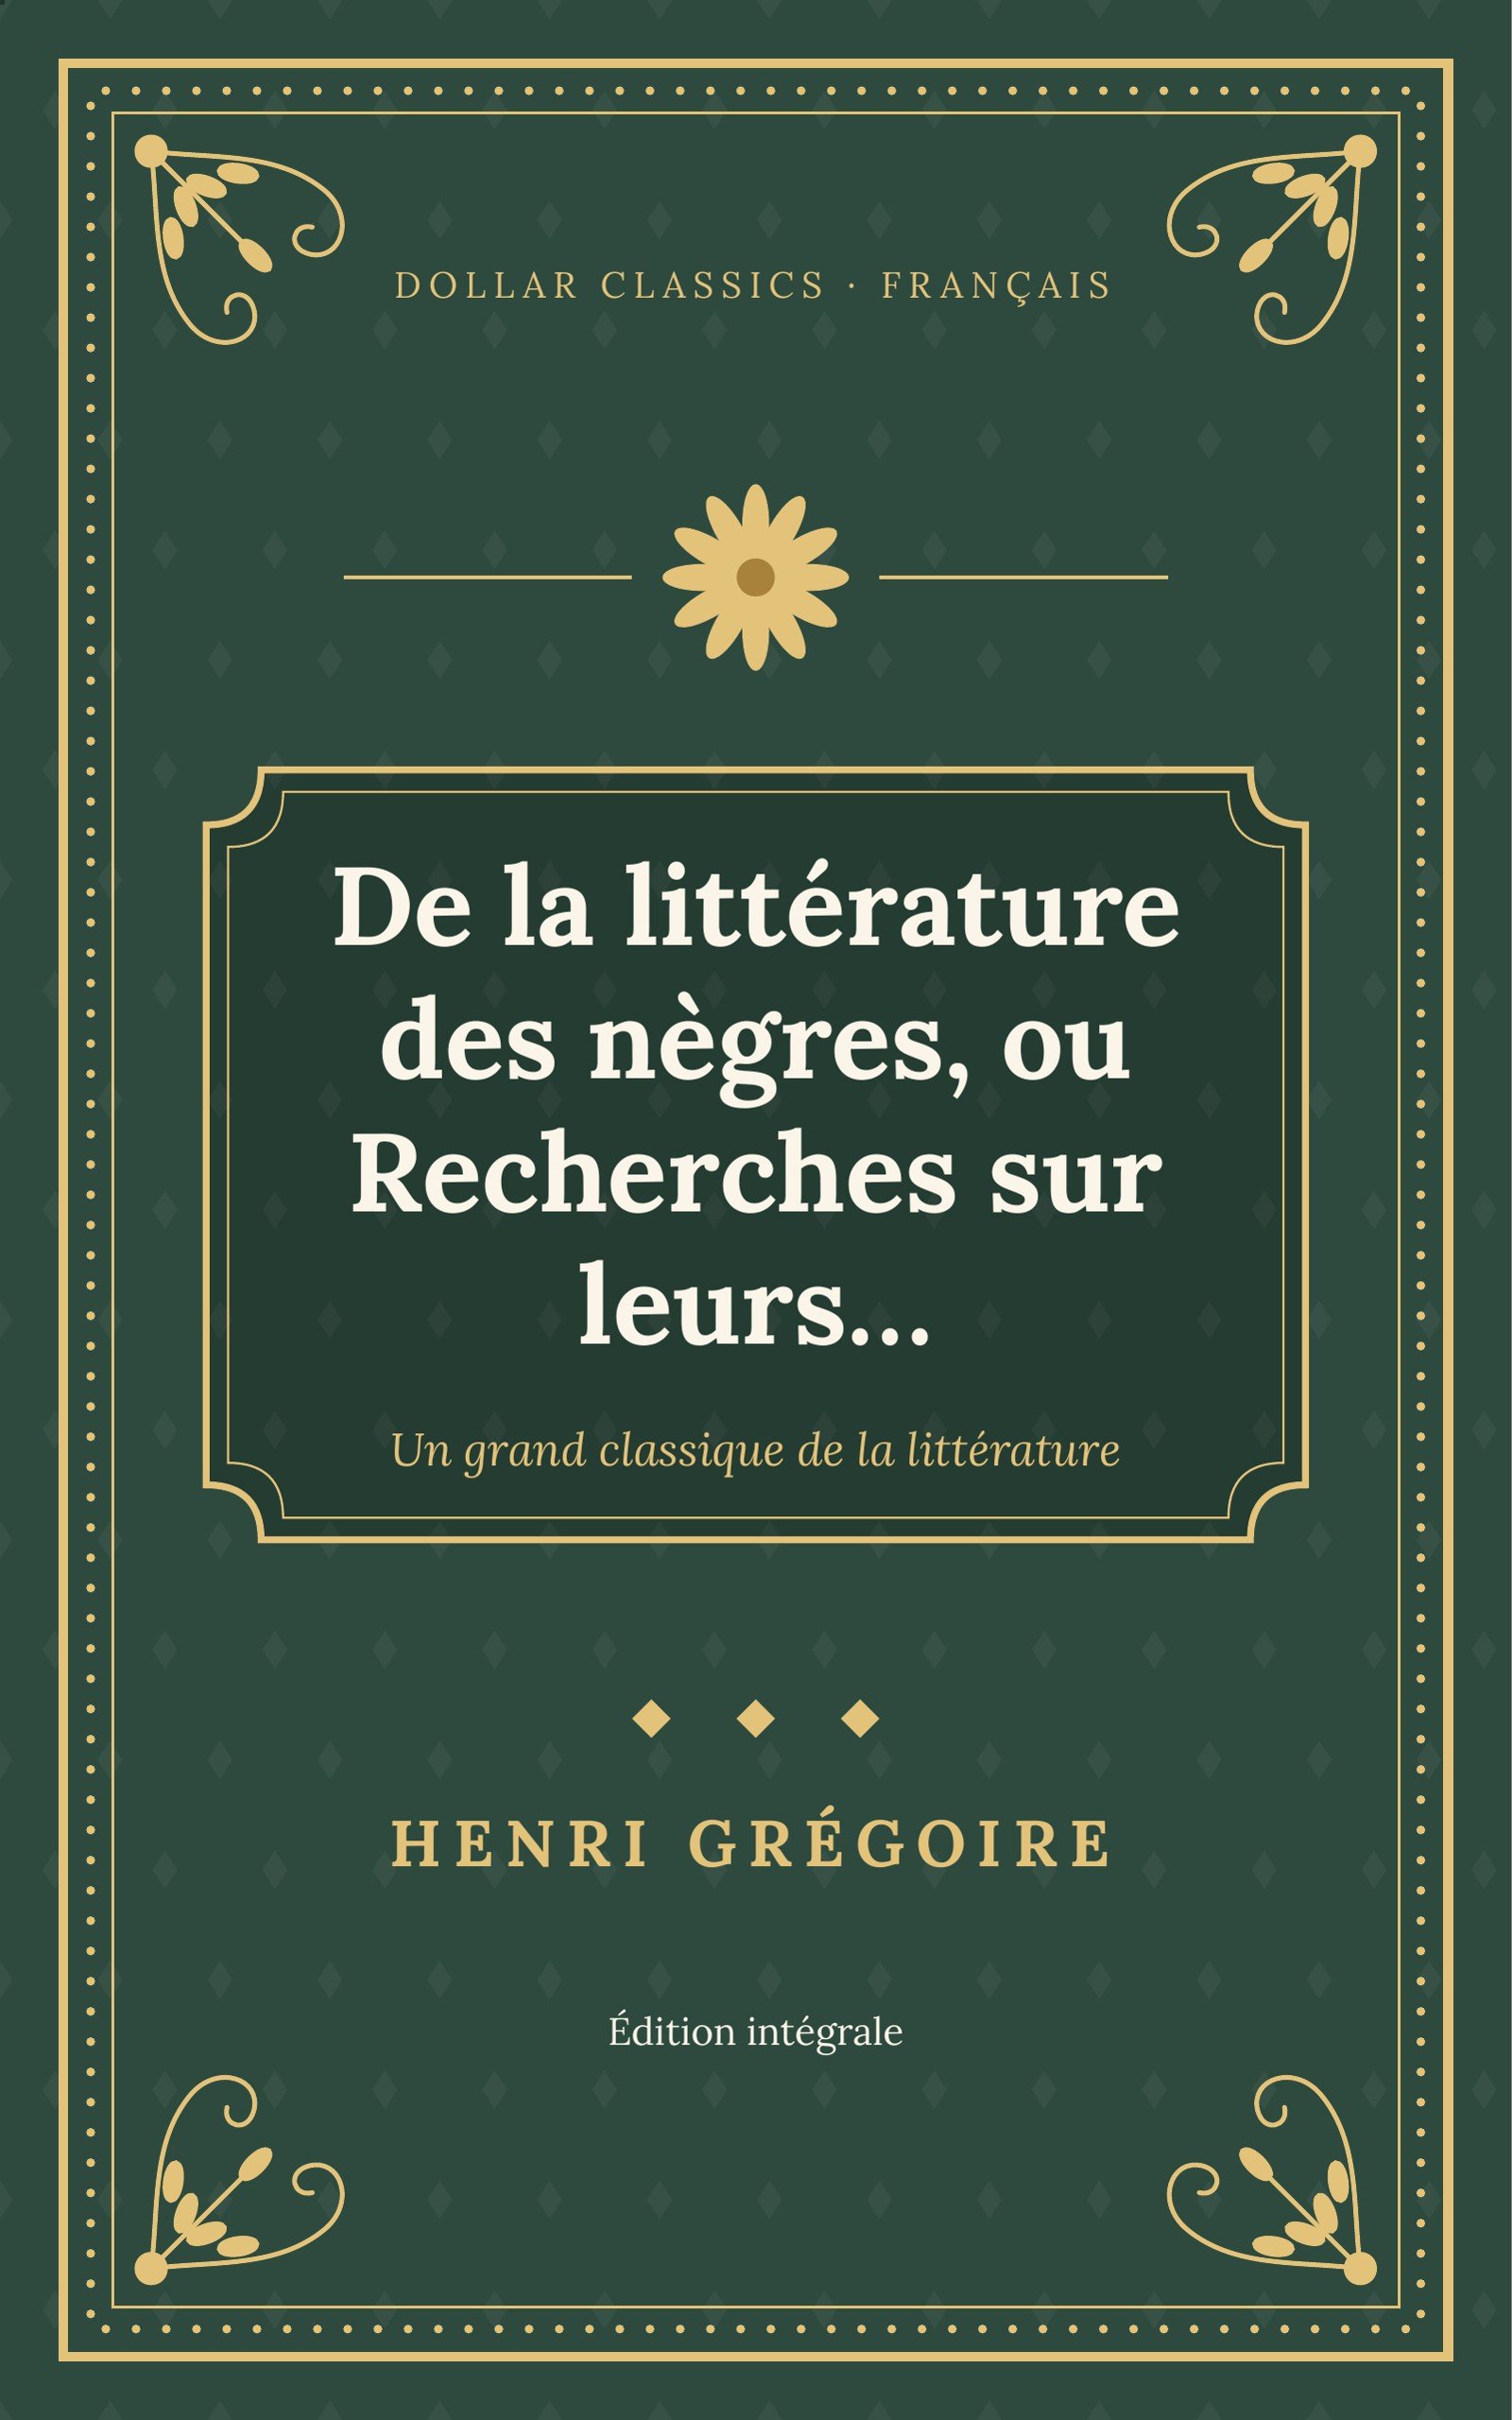 DOLLAR CLASSICS · FRANÇAIS
De la littérature
des nègres, ou
Recherches sur
leurs...
Un grand classique de la littérature
HENRI GRÉGOIRE
Édition intégrale